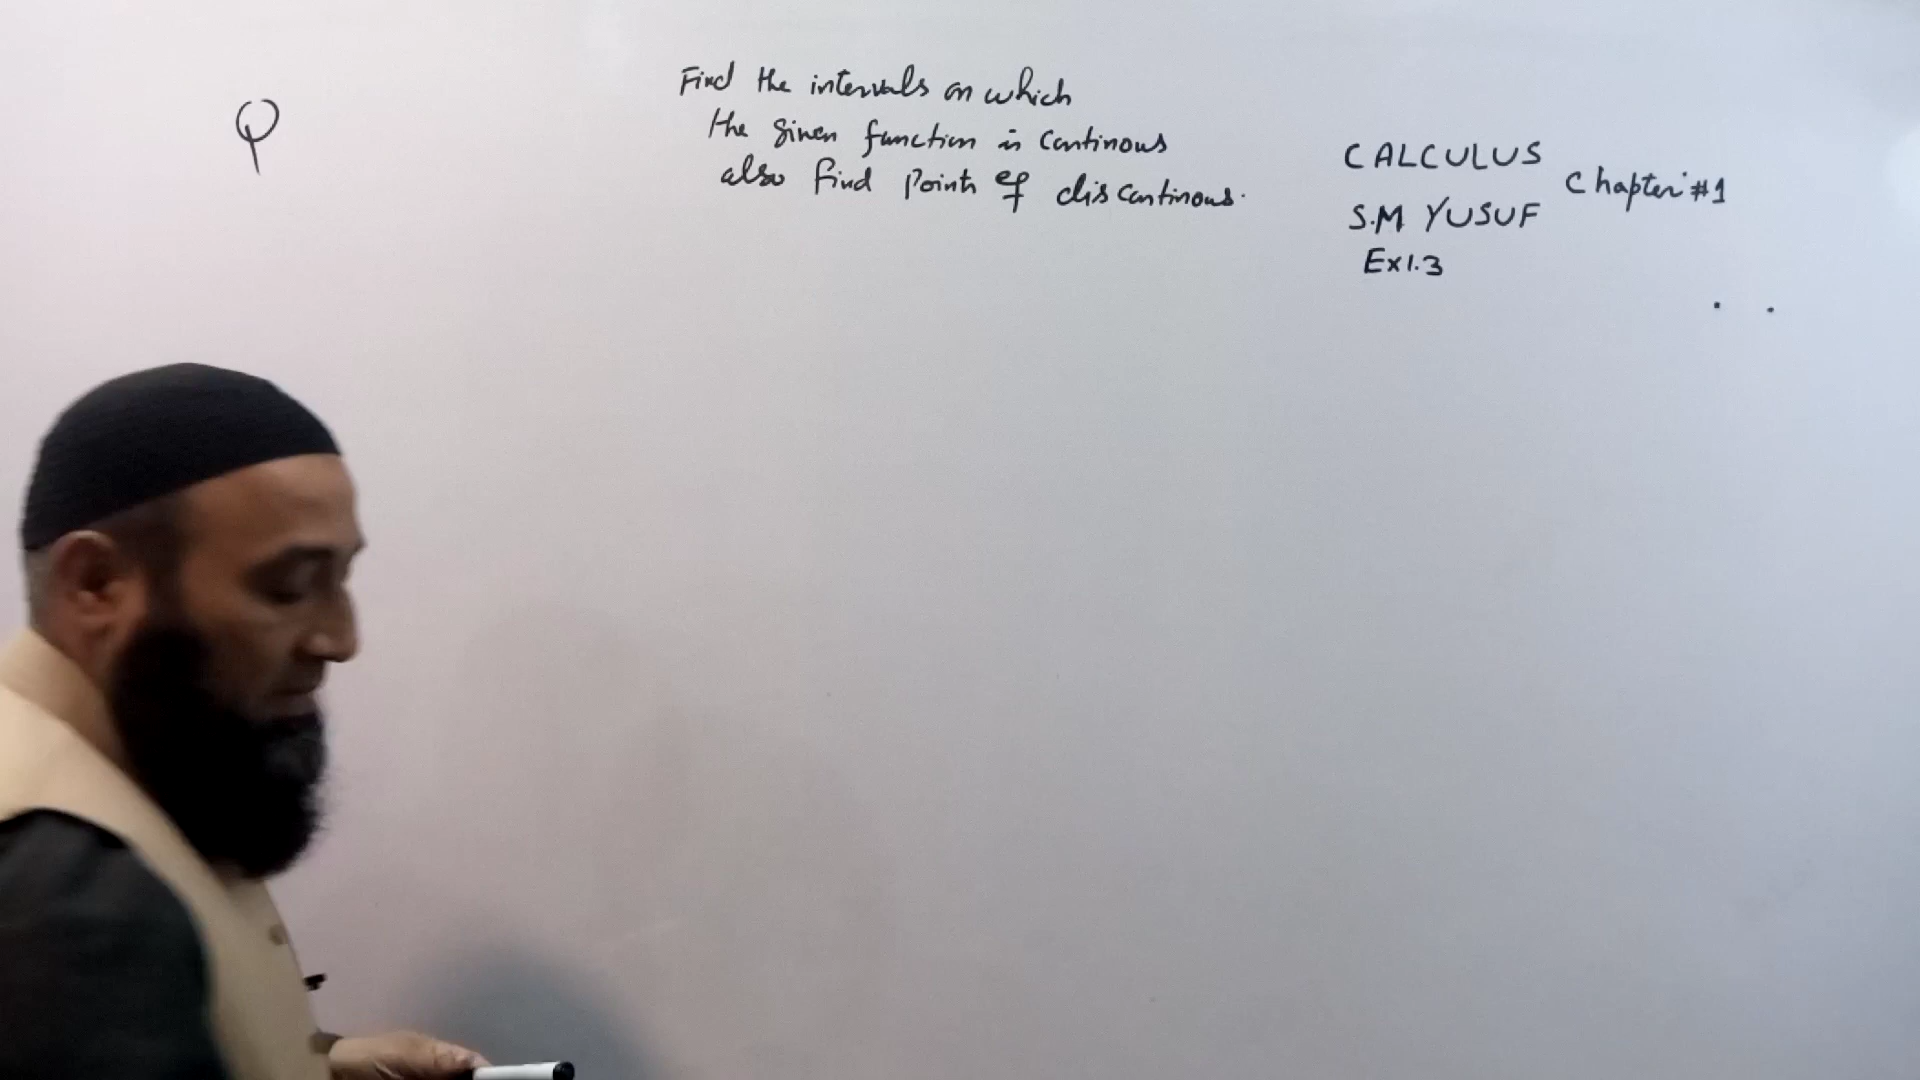 Q
Find the intervals on which
the given function is continous
also find points of discontinous.
CALCULUS
Chapter #1
S.M YUSUF
Ex1.3